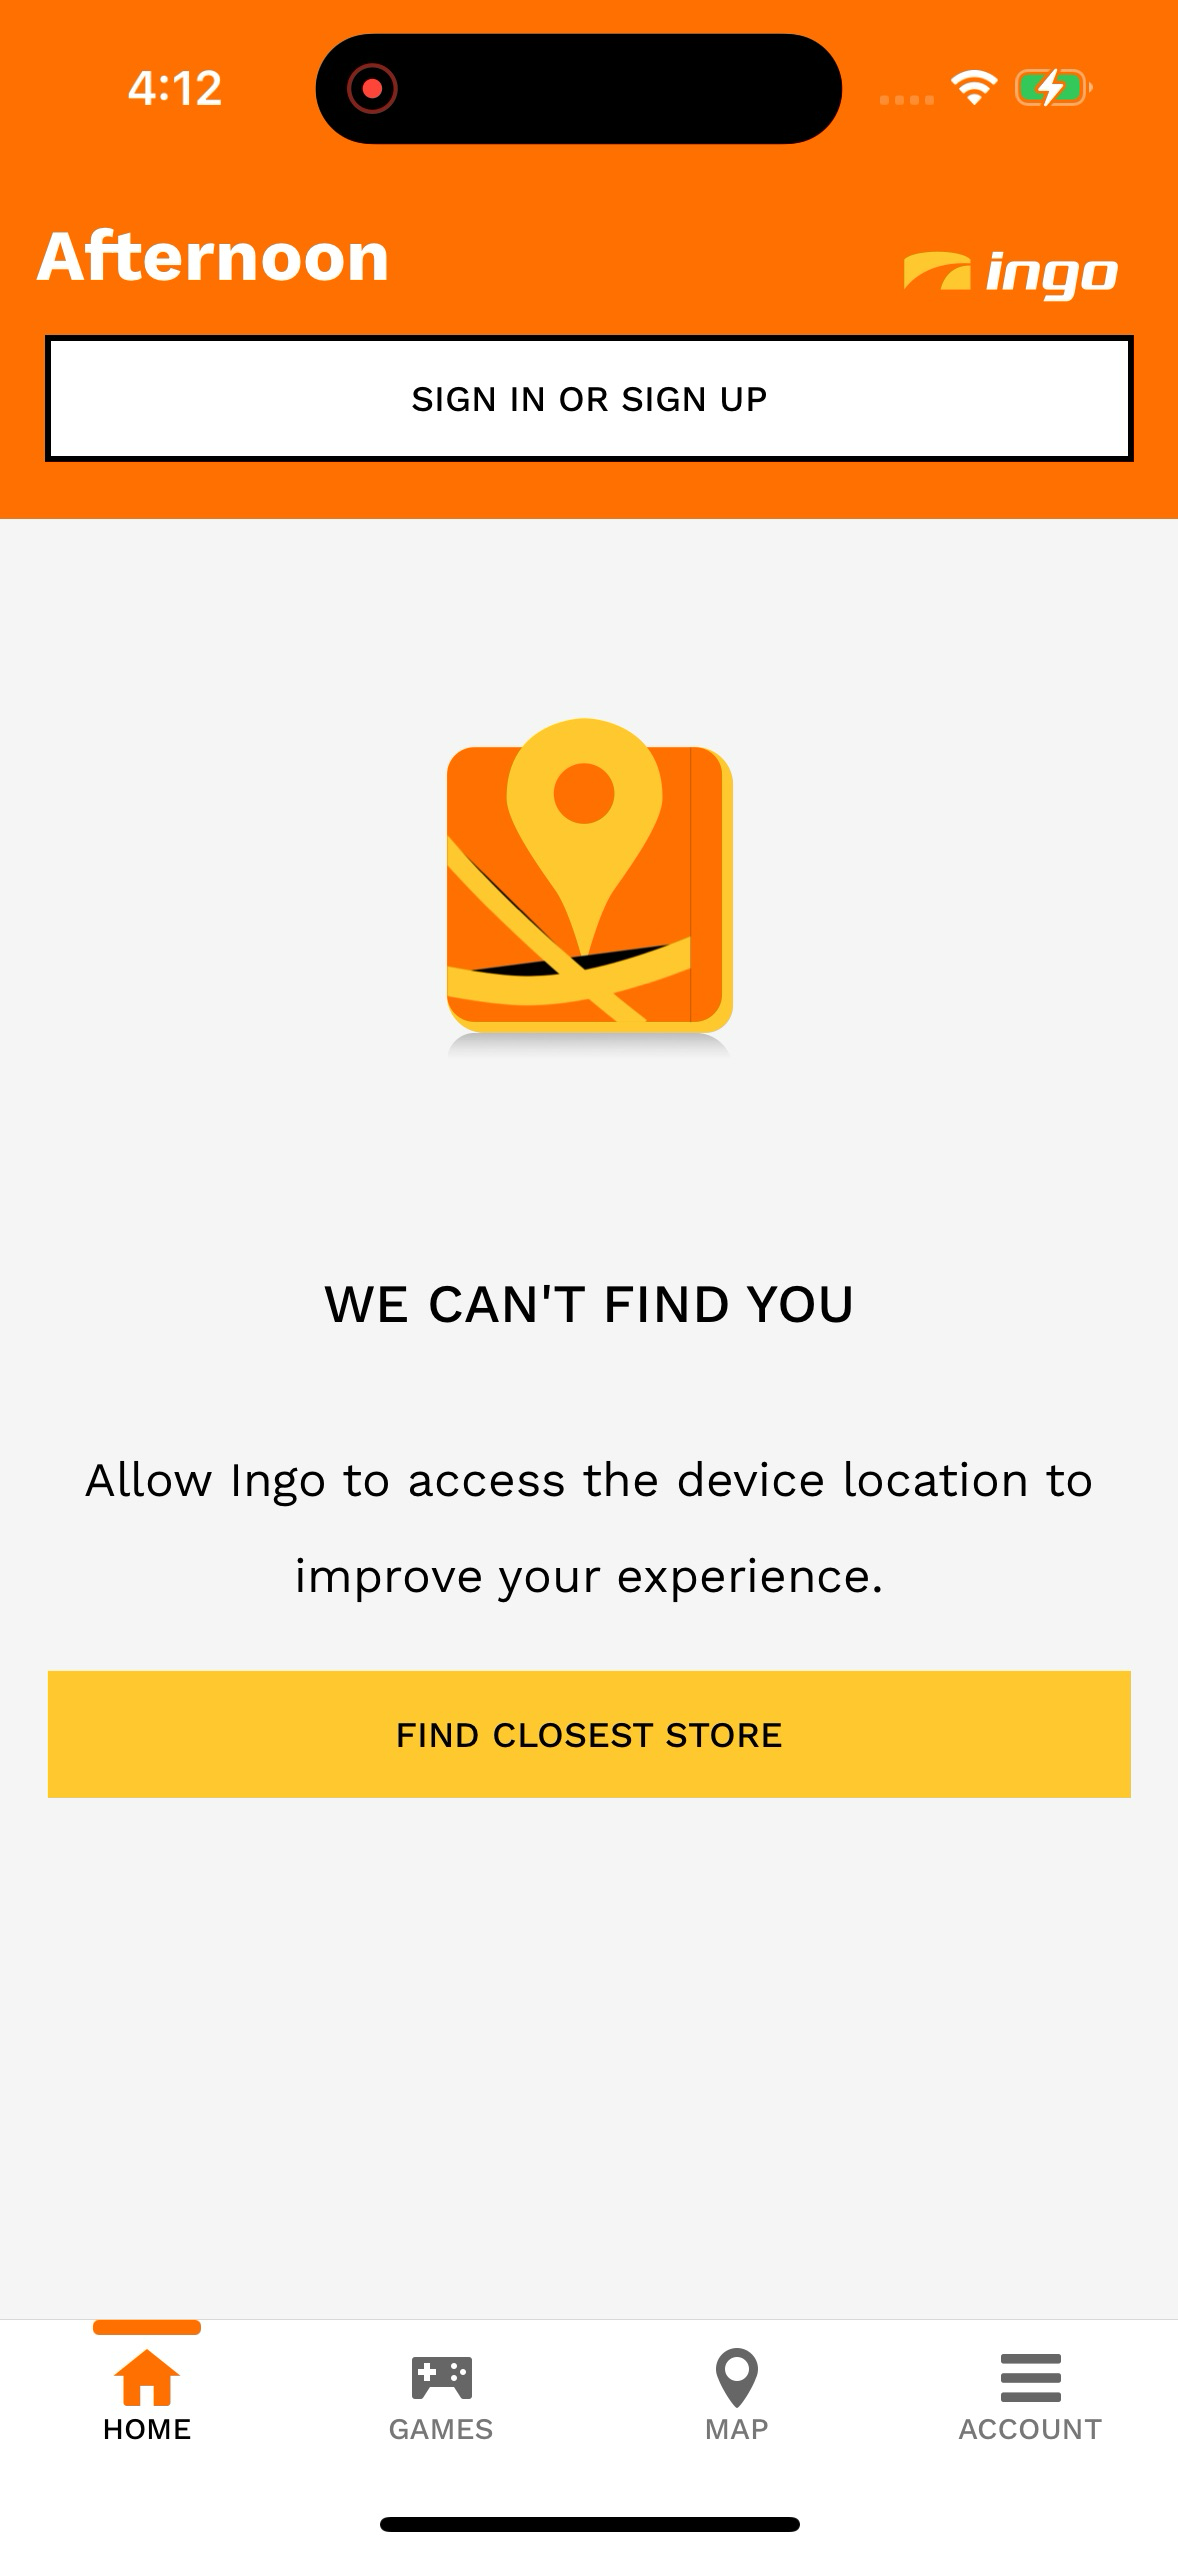 4:12
Afternoon
ingo
SIGN IN OR SIGN UP
WE CAN'T FIND YOU
Allow Ingo to access the device location to
improve your experience.
FIND CLOSEST STORE
HOME
GAMES
MAP
ACCOUNT